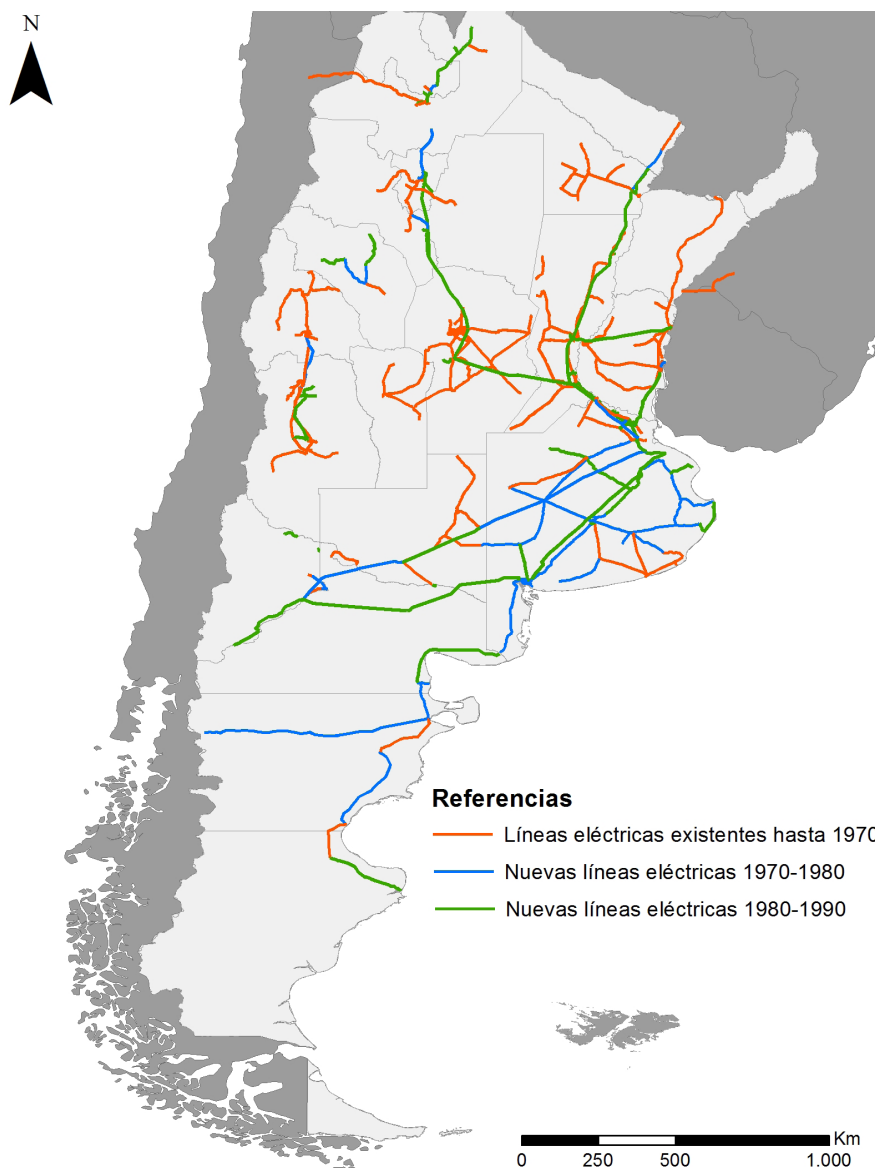 N
Referencias
Líneas eléctricas existentes hasta 1970
Nuevas líneas eléctricas 1970-1980
Nuevas líneas eléctricas 1980-1990
Km
0 250 500 1.000